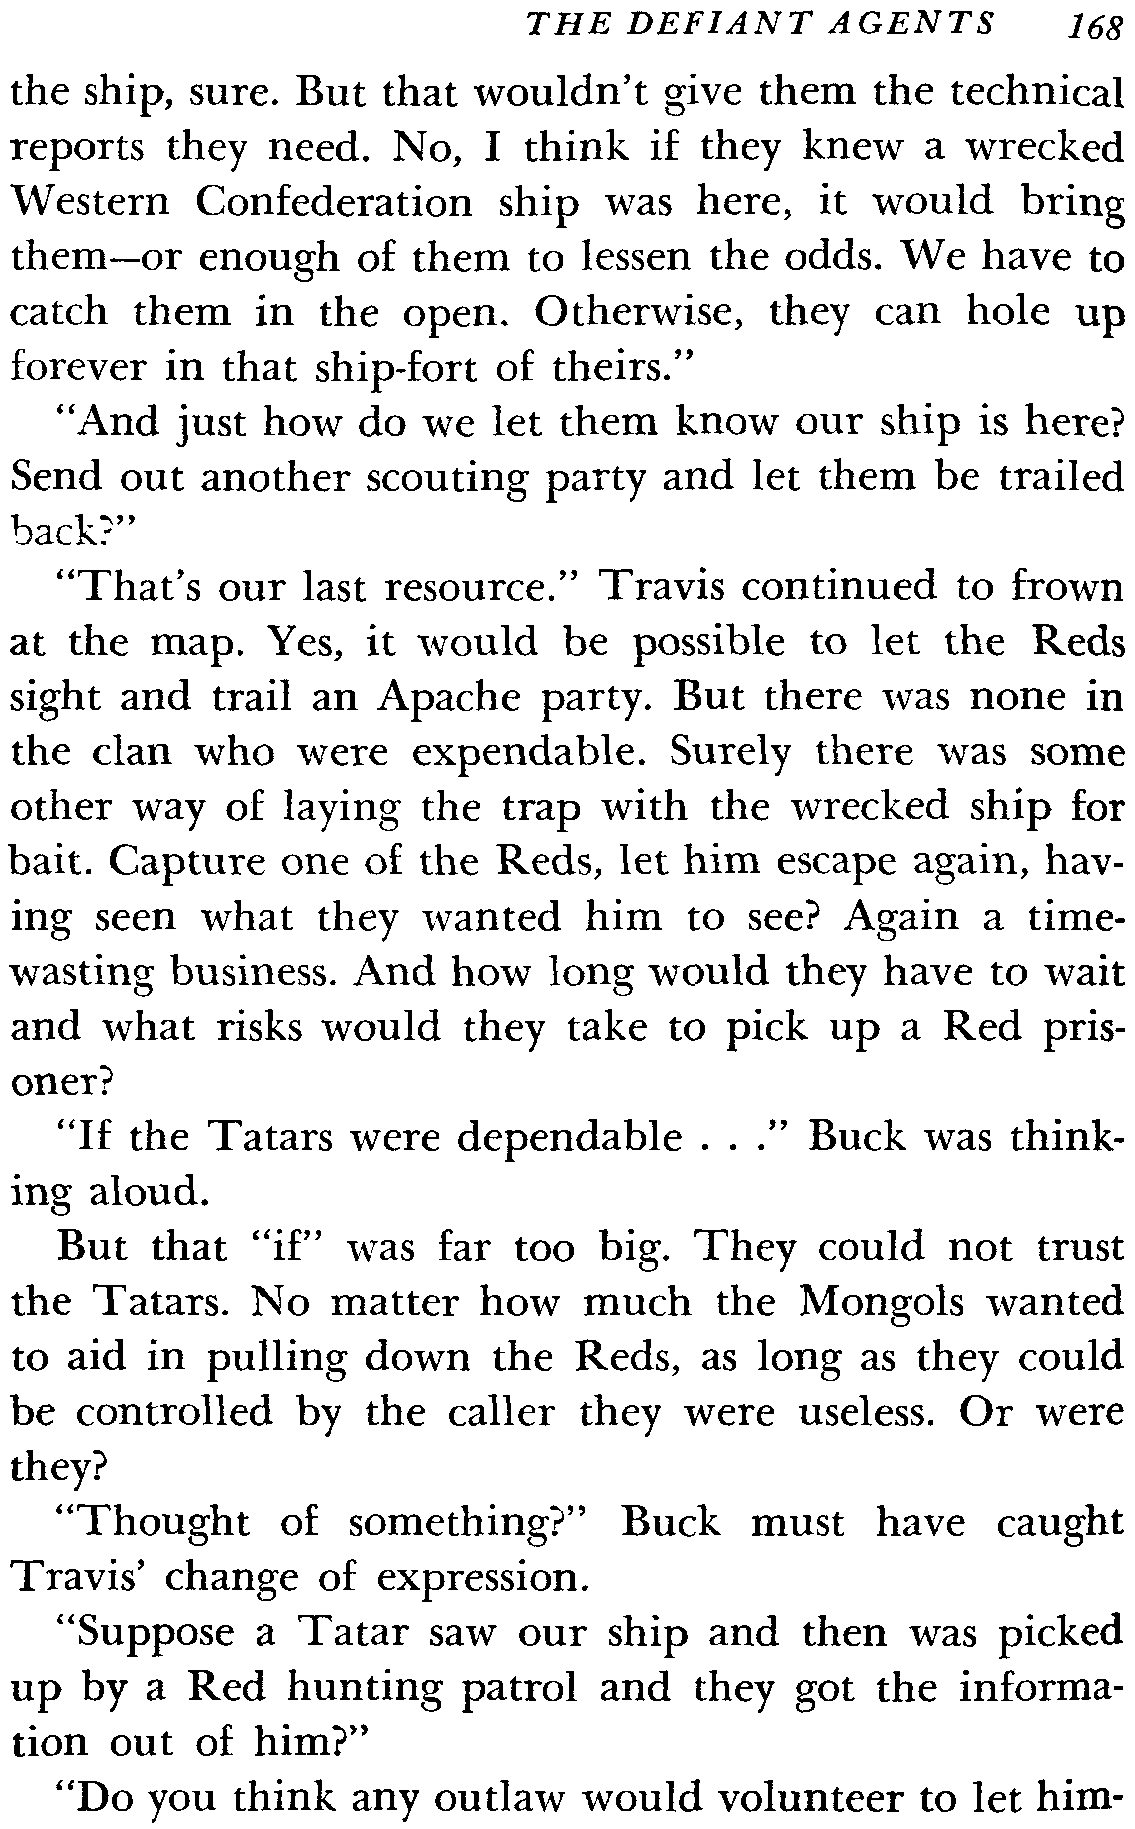 THE DEFIANT AGENTS 168
the ship, sure. But that wouldn't give them the technical
reports they need. No, I think if they knew a wrecked
Western Confederation ship was here, it would bring
them—or enough of them to lessen the odds. We have to
catch them in the open. Otherwise, they can hole up
forever in that ship-fort of theirs."
"And just how do we let them know our ship is here?
Send out another scouting party and let them be trailed
back?"
"That's our last resource." Travis continued to frown
at the map. Yes, it would be possible to let the Reds
sight and trail an Apache party. But there was none in
the clan who were expendable. Surely there was some
other way of laying the trap with the wrecked ship for
bait. Capture one of the Reds, let him escape again, hav-
ing seen what they wanted him to see? Again a time-
wasting business. And how long would they have to wait
and what risks would they take to pick up a Red pris-
oner?
"If the Tatars were dependable . . ." Buck was think-
ing aloud.
But that "if" was far too big. They could not trust
the Tatars. No matter how much the Mongols wanted
to aid in pulling down the Reds, as long as they could
be controlled by the caller they were useless. Or were
they?
"Thought of something?" Buck must have caught
Travis' change of expression.
"Suppose a Tatar saw our ship and then was picked
up by a Red hunting patrol and they got the informa-
tion out of him?"
"Do you think any outlaw would volunteer to let him-